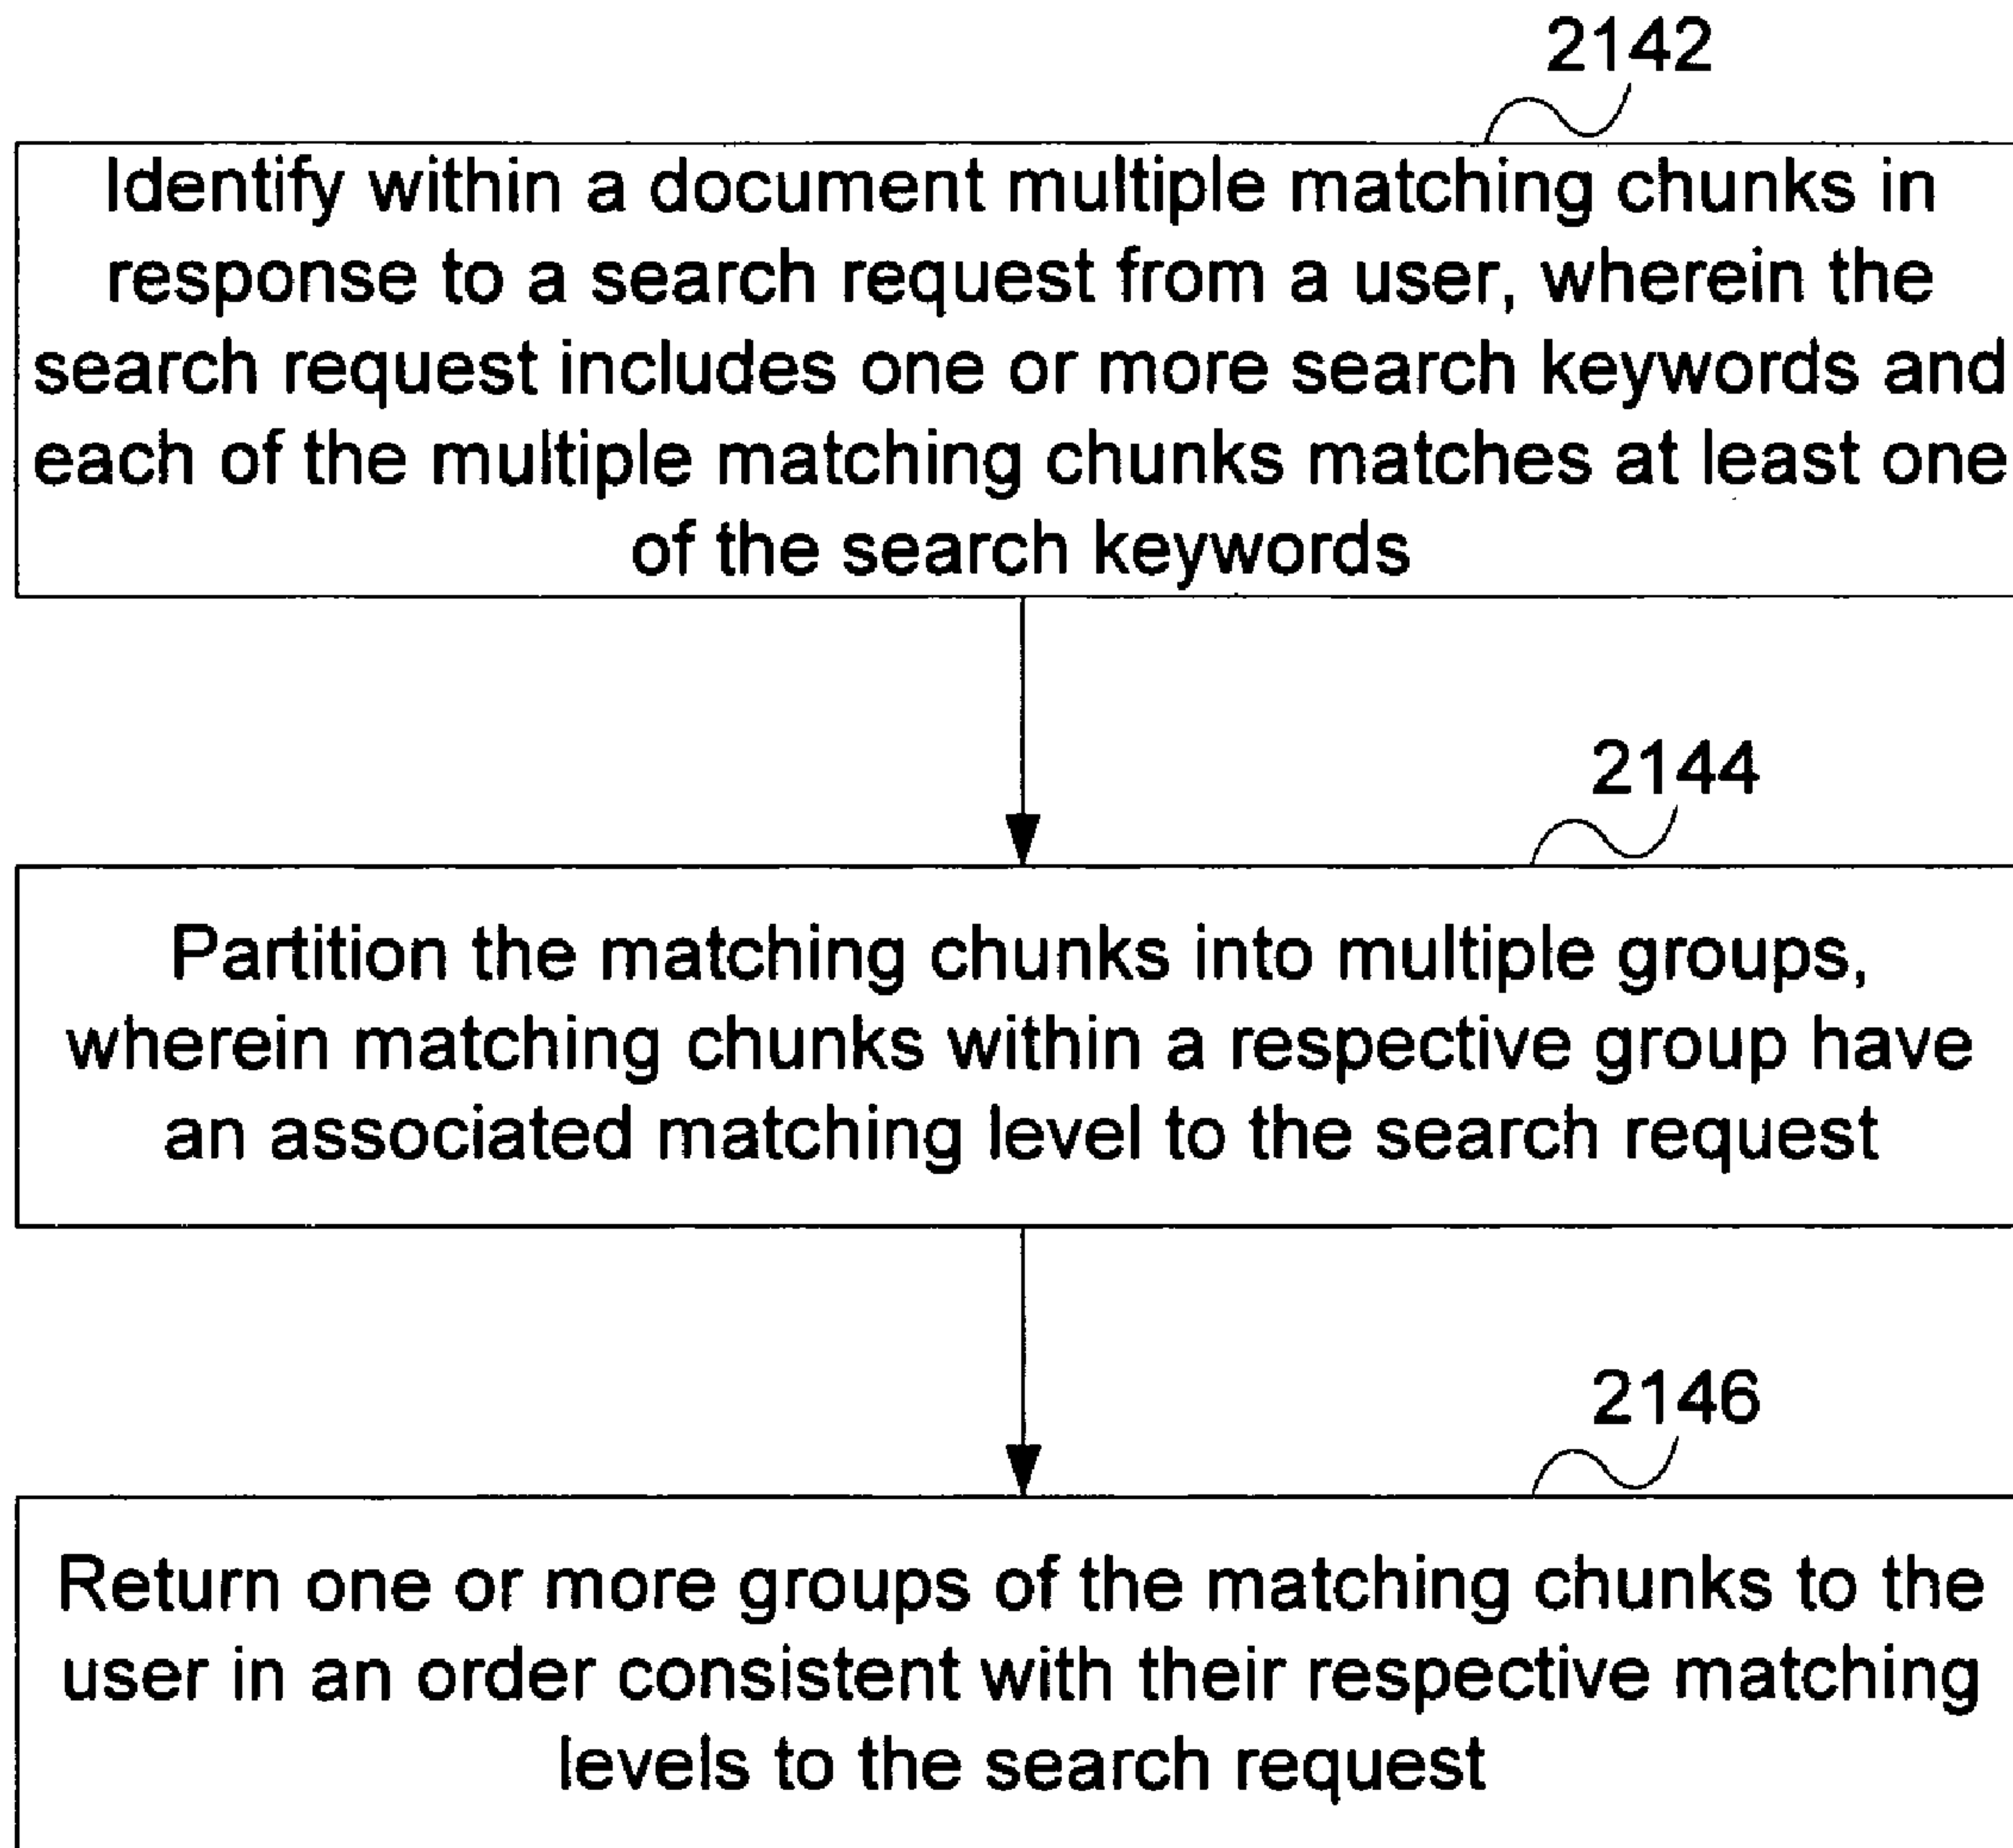 2142
Identify within a document multiple matching chunks in
response to a search request from a user, wherein the
search request includes one or more search keywords and
each of the multiple matching chunks matches at least one
of the search keywords
2144
Partition the matching chunks into multiple groups,
wherein matching chunks within a respective group have
an associated matching level to the search request
2146
Return one or more groups of the matching chunks to the
user in an order consistent with their respective matching
levels to the search request